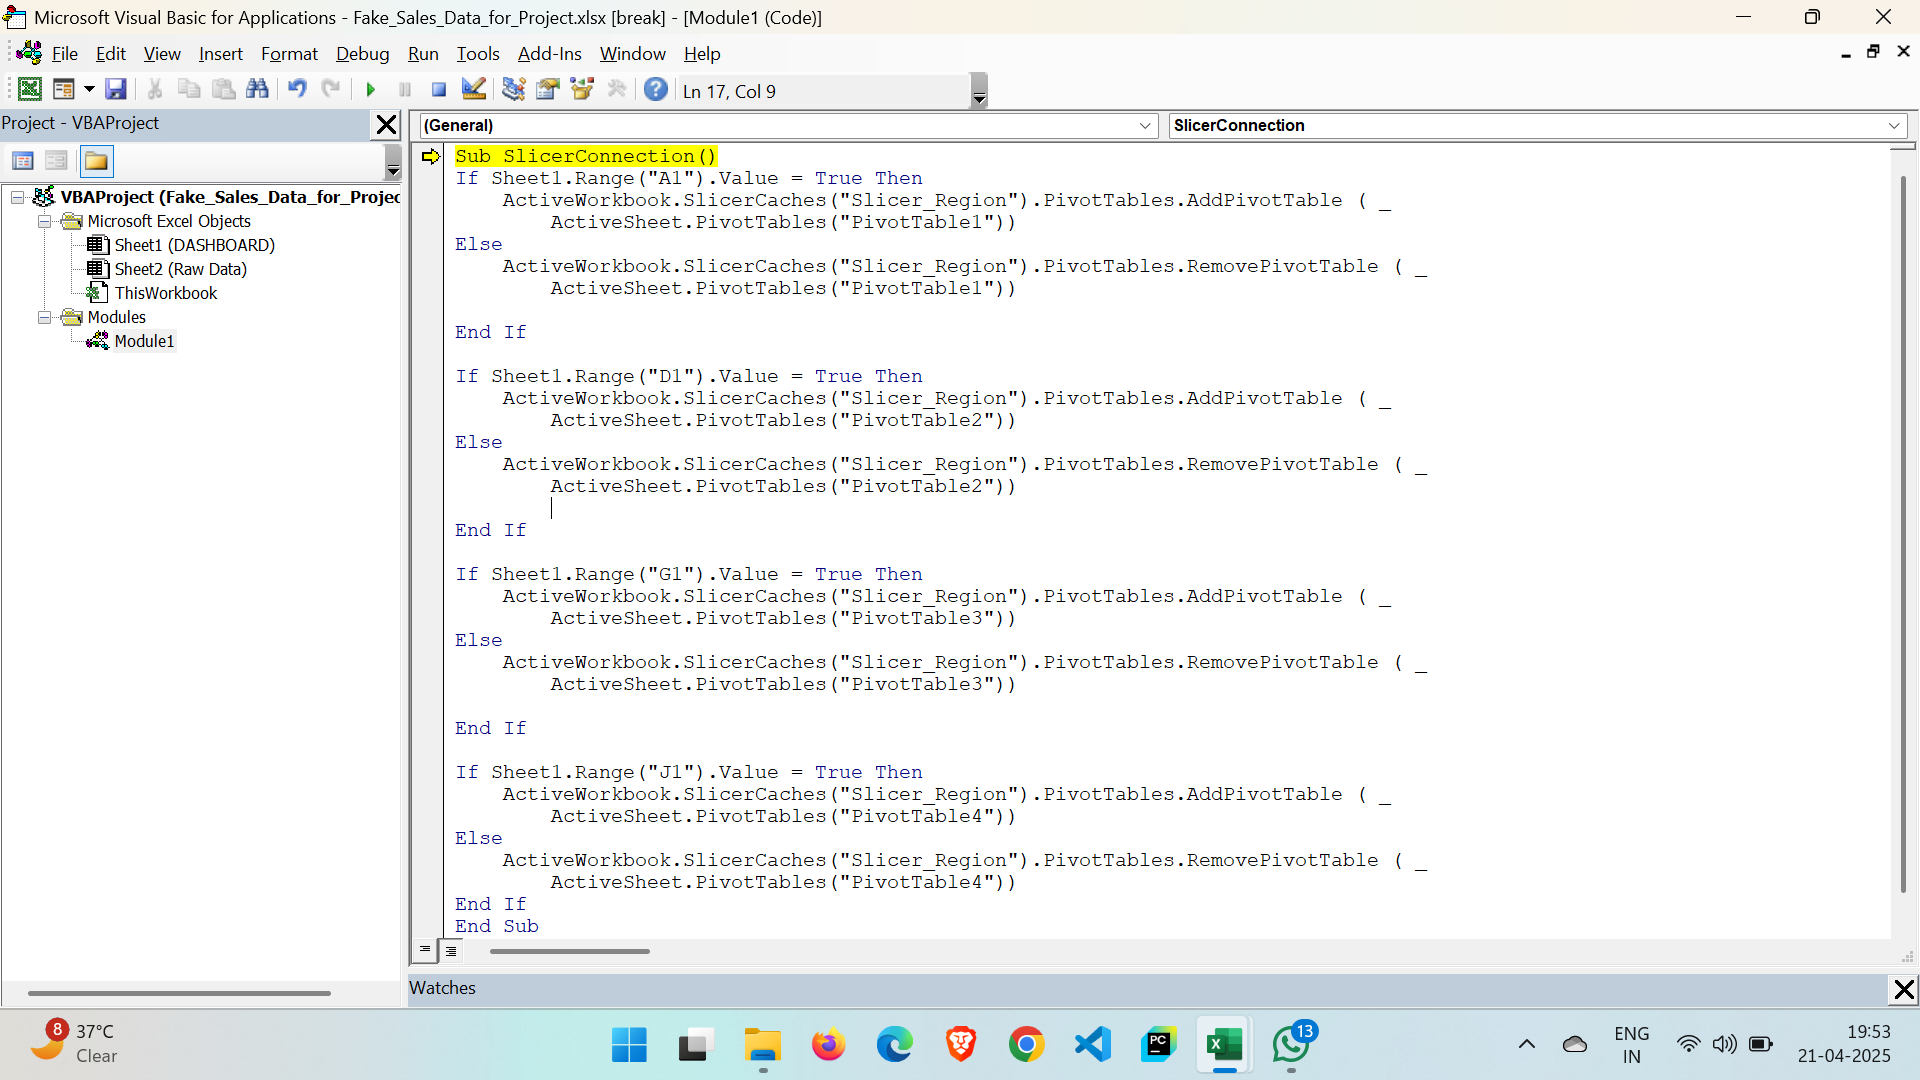 Microsoft Visual Basic for Applications - Fake_Sales_Data_for_Project.xlsx [break] - [Module1 (Code)]
File Edit View Insert Format Debug Run Tools Add-Ins Window Help
Ln 17, Col 9
Project - VBAProject
(General)
SlicerConnection
VBAProject (Fake_Sales_Data_for_Projec
Microsoft Excel Objects
Sheet1 (DASHBOARD)
Sheet2 (Raw Data)
ThisWorkbook
Modules
Module1
Sub SlicerConnection()
If Sheet1.Range("A1").Value = True Then
    ActiveWorkbook.SlicerCaches("Slicer_Region").PivotTables.AddPivotTable ( _
        ActiveSheet.PivotTables("PivotTable1"))
Else
    ActiveWorkbook.SlicerCaches("Slicer_Region").PivotTables.RemovePivotTable ( _
        ActiveSheet.PivotTables("PivotTable1"))
End If
If Sheet1.Range("D1").Value = True Then
    ActiveWorkbook.SlicerCaches("Slicer_Region").PivotTables.AddPivotTable ( _
        ActiveSheet.PivotTables("PivotTable2"))
Else
    ActiveWorkbook.SlicerCaches("Slicer_Region").PivotTables.RemovePivotTable ( _
        ActiveSheet.PivotTables("PivotTable2"))
End If
If Sheet1.Range("G1").Value = True Then
    ActiveWorkbook.SlicerCaches("Slicer_Region").PivotTables.AddPivotTable ( _
        ActiveSheet.PivotTables("PivotTable3"))
Else
    ActiveWorkbook.SlicerCaches("Slicer_Region").PivotTables.RemovePivotTable ( _
        ActiveSheet.PivotTables("PivotTable3"))
End If
If Sheet1.Range("J1").Value = True Then
    ActiveWorkbook.SlicerCaches("Slicer_Region").PivotTables.AddPivotTable ( _
        ActiveSheet.PivotTables("PivotTable4"))
Else
    ActiveWorkbook.SlicerCaches("Slicer_Region").PivotTables.RemovePivotTable ( _
        ActiveSheet.PivotTables("PivotTable4"))
End If
End Sub
Watches
8
37°C
Clear
PC
13
ENG
IN
19:53
21-04-2025